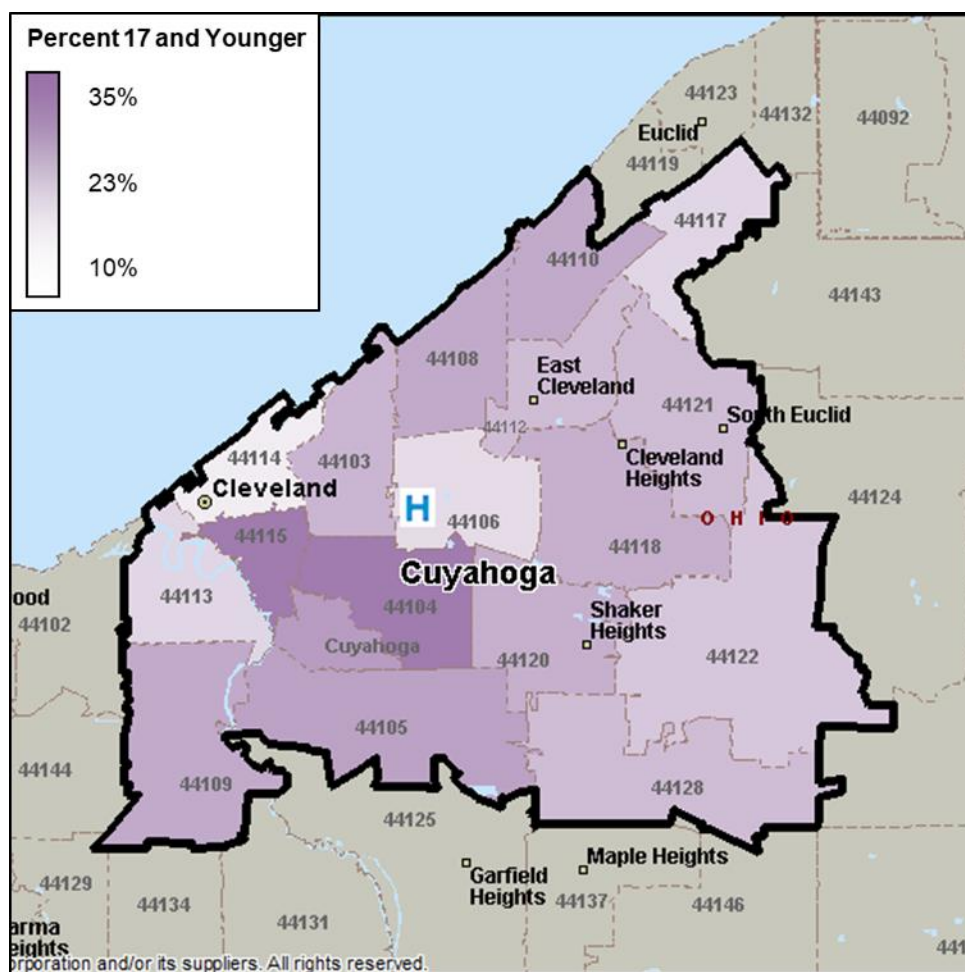 Percent 17 and Younger
35%
23%
10%
44123
Euclid
44132
44092
44119
44117
44110
44143
44108
East
Cleveland
44121
South Euclid
44112
44114
44103
Cleveland
Heights
Cleveland
H
44106
44124
O H I O
44115
44118
Cuyahoga
ood
44102
44113
44104
Shaker
Heights
Cuyahoga
44120
44122
44105
44144
44109
44128
44125
Garfield
Heights
Maple Heights
44129
44134
44131
44137
44146
arma
eights
441
orporation and/or its suppliers. All rights reserved.